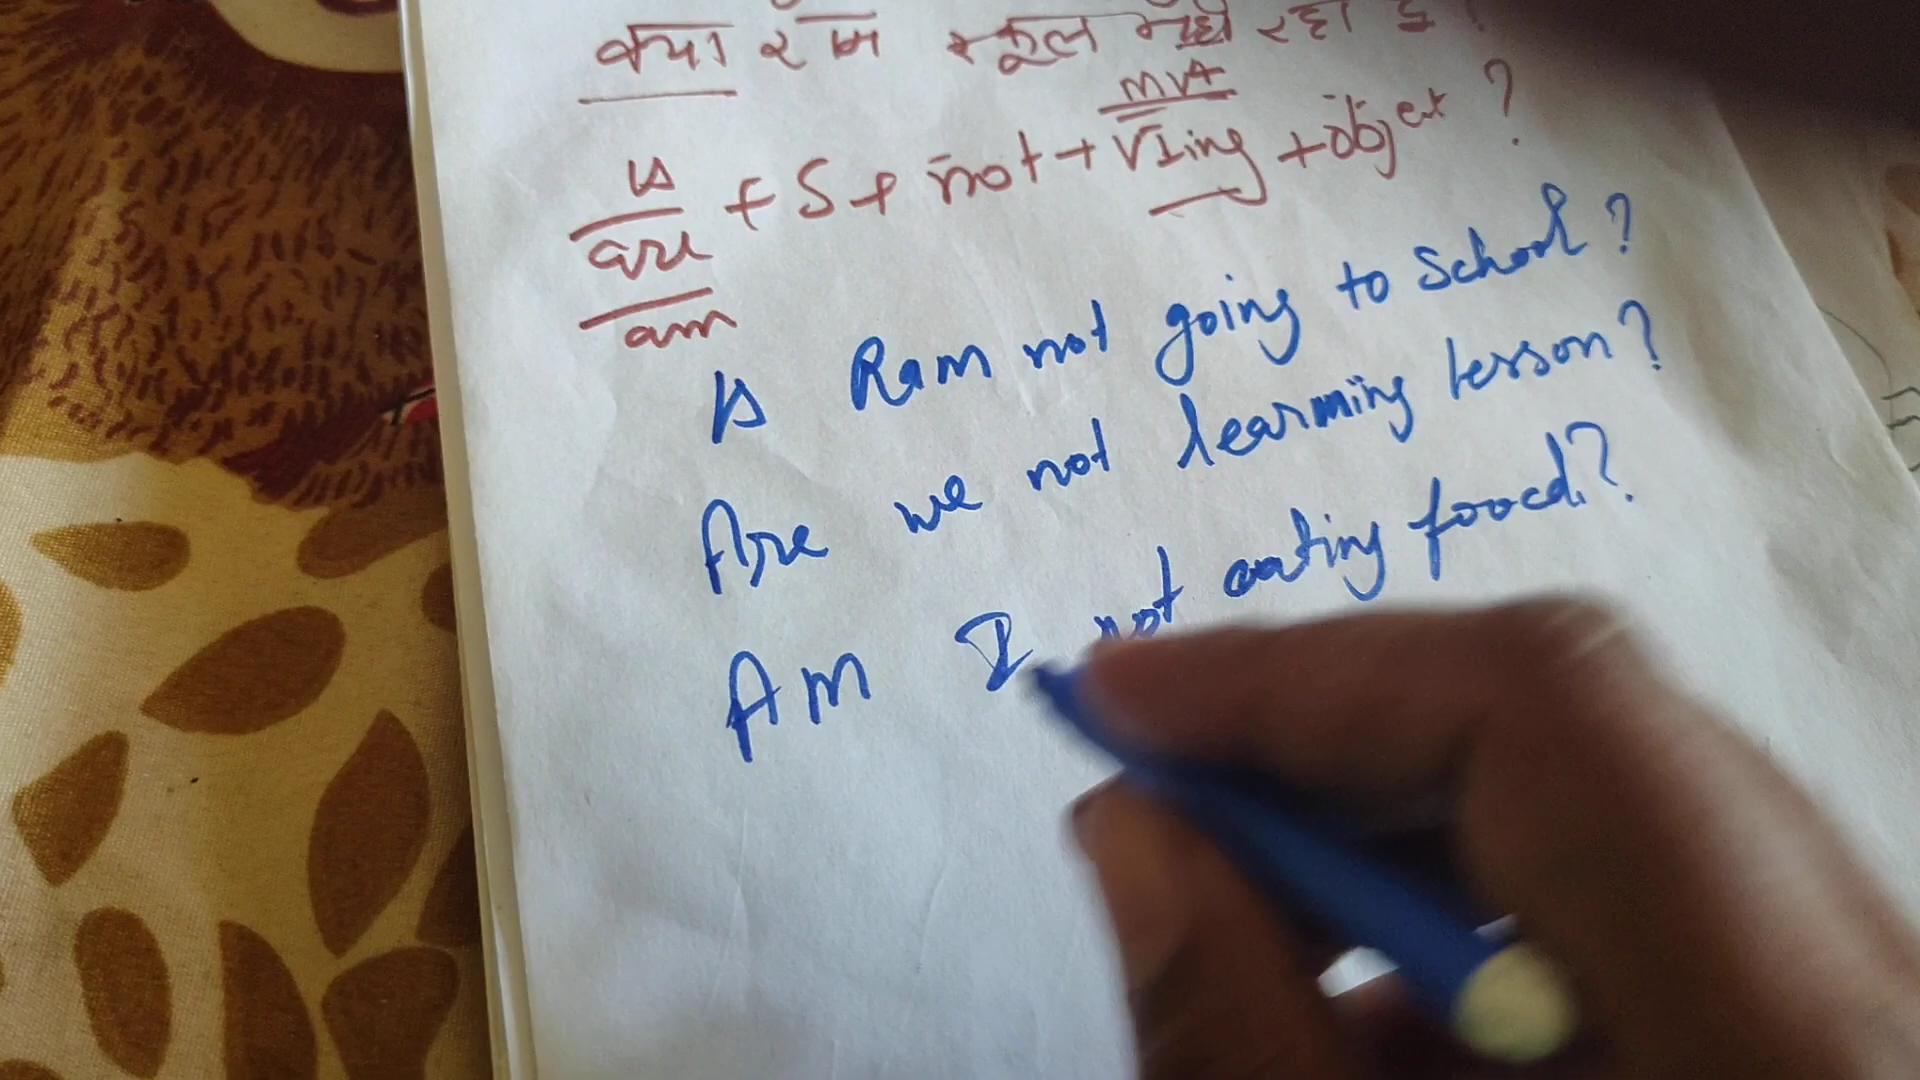 क्या राम स्कूल नहीं रहा है ?
MVA
is
are
am
+ S + not + VIing + object ?
is Ram not going to School ?
Are we not learning lesson ?
Am I not eating food ?